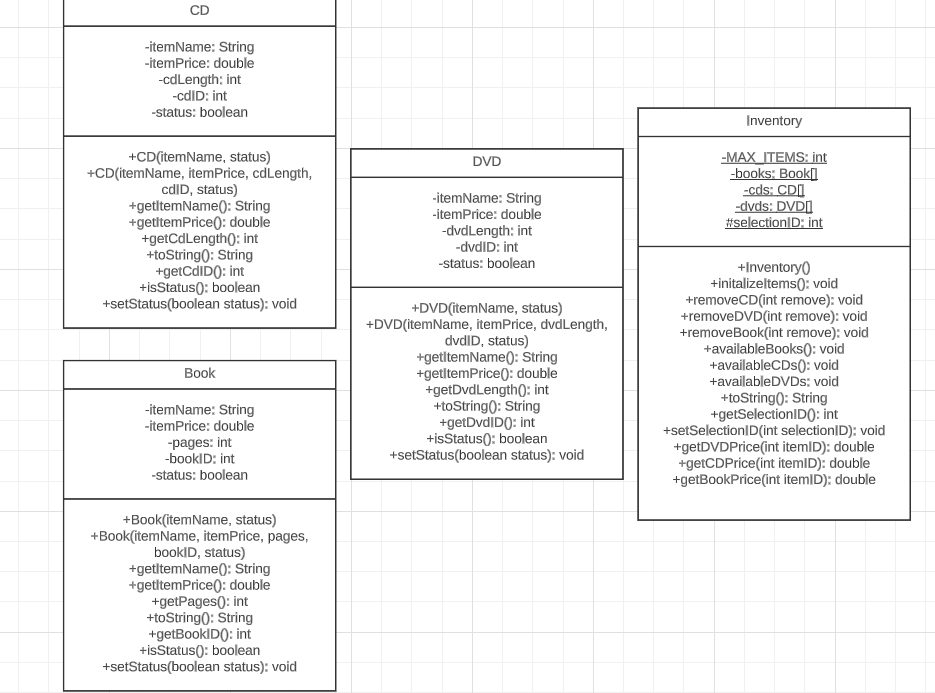 CD
-itemName: String
-itemPrice: double
-cdLength: int
-cdID: int
-status: boolean
+CD(itemName, status)
+CD(itemName, itemPrice, cdLength,
cdID, status)
+getItemName(): String
+getItemPrice(): double
+getCdLength(): int
+toString(): String
+getCdID(): int
+isStatus(): boolean
+setStatus(boolean status): void
Book
-itemName: String
-itemPrice: double
-pages: int
-bookID: int
-status: boolean
+Book(itemName, status)
+Book(itemName, itemPrice, pages,
bookID, status)
+getItemName(): String
+getItemPrice(): double
+getPages(): int
+toString(): String
+getBookID(): int
+isStatus(): boolean
+setStatus(boolean status): void
DVD
-itemName: String
-itemPrice: double
-dvdLength: int
-dvdID: int
-status: boolean
+DVD(itemName, status)
+DVD(itemName, itemPrice, dvdLength,
dvdID, status)
+getItemName(): String
+getItemPrice(): double
+getDvdLength(): int
+toString(): String
+getDvdID(): int
+isStatus(): boolean
+setStatus(boolean status): void
Inventory
-MAX_ITEMS: int
-books: Book[]
-cds: CD[]
-dvds: DVD[]
#selectionID: int
+Inventory()
+initalizeItems(): void
+removeCD(int remove): void
+removeDVD(int remove): void
+removeBook(int remove): void
+availableBooks(): void
+availableCDs(): void
+availableDVDs: void
+toString(): String
+getSelectionID(): int
+setSelectionID(int selectionID): void
+getDVDPrice(int itemID): double
+getCDPrice(int itemID): double
+getBookPrice(int itemID): double